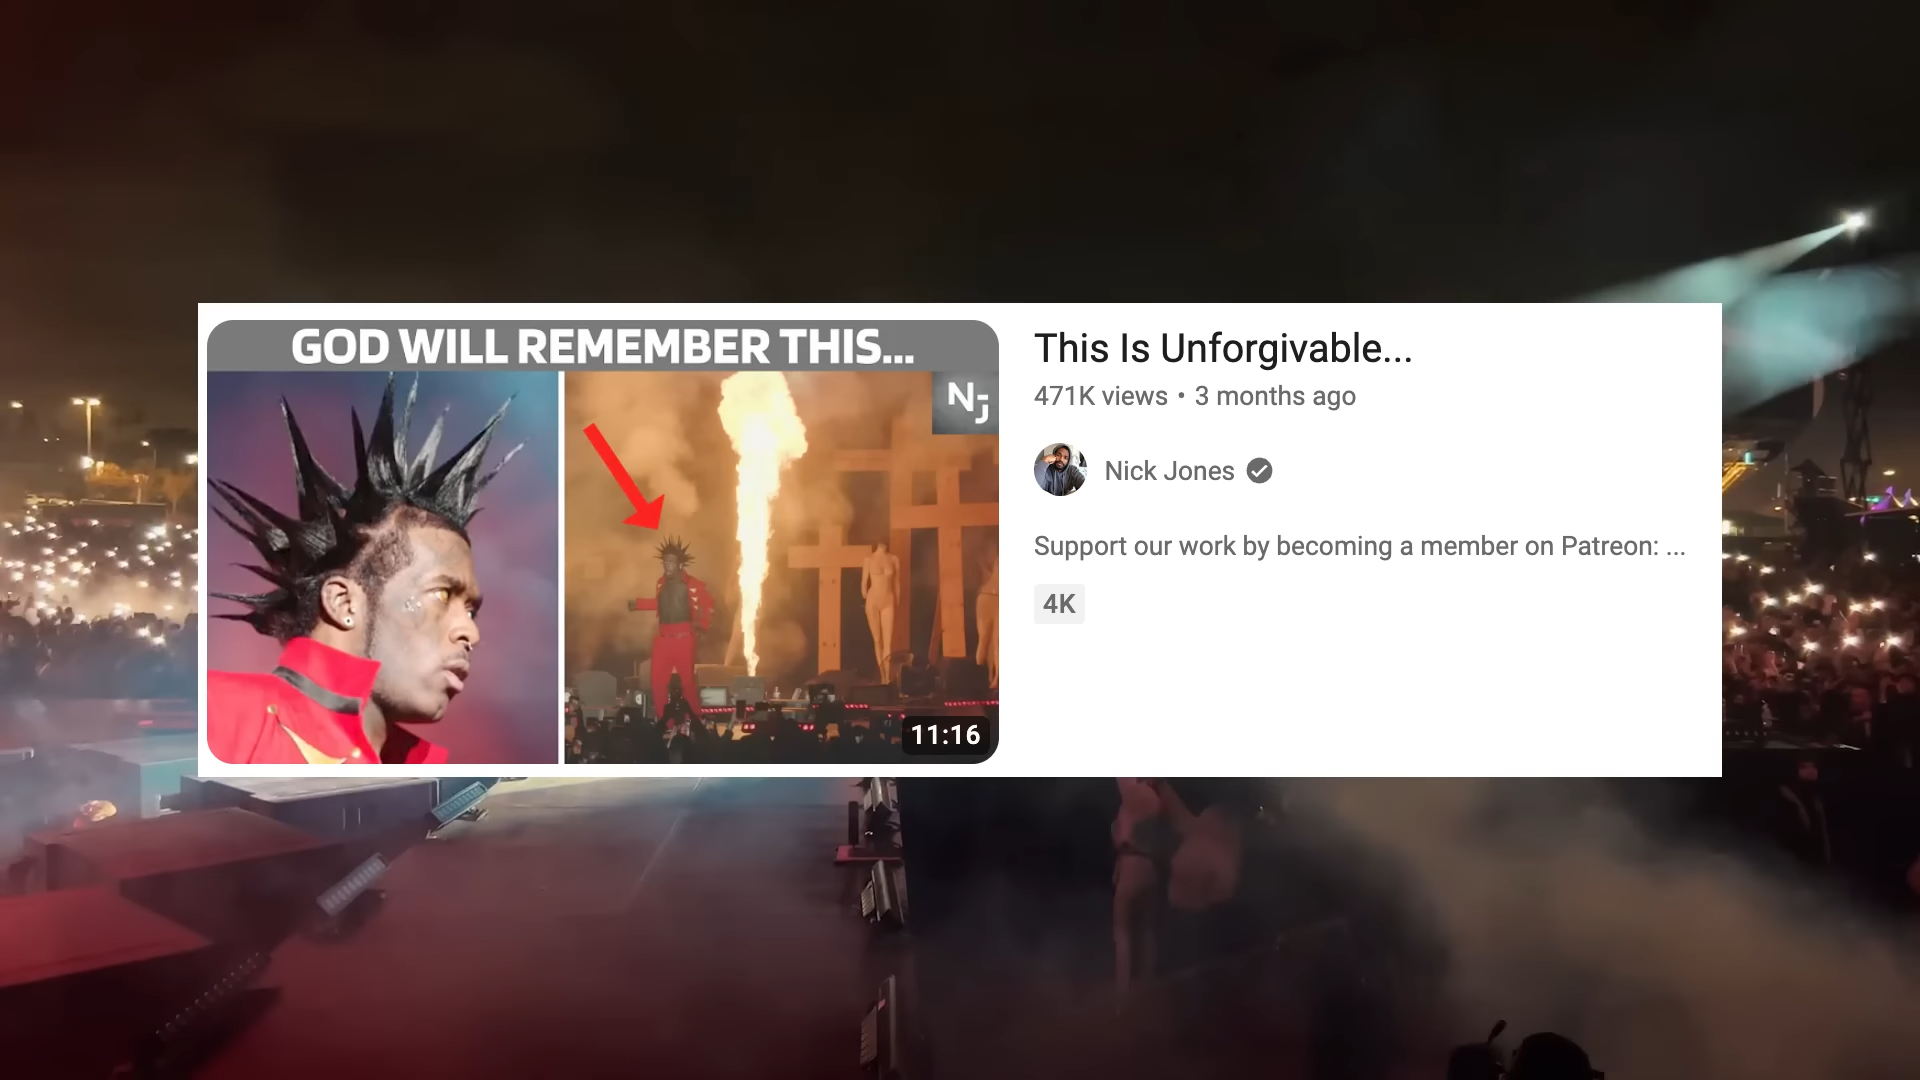 GOD WILL REMEMBER THIS...
NJ
11:16
This Is Unforgivable...
471K views • 3 months ago
Nick Jones
Support our work by becoming a member on Patreon: ...
4K